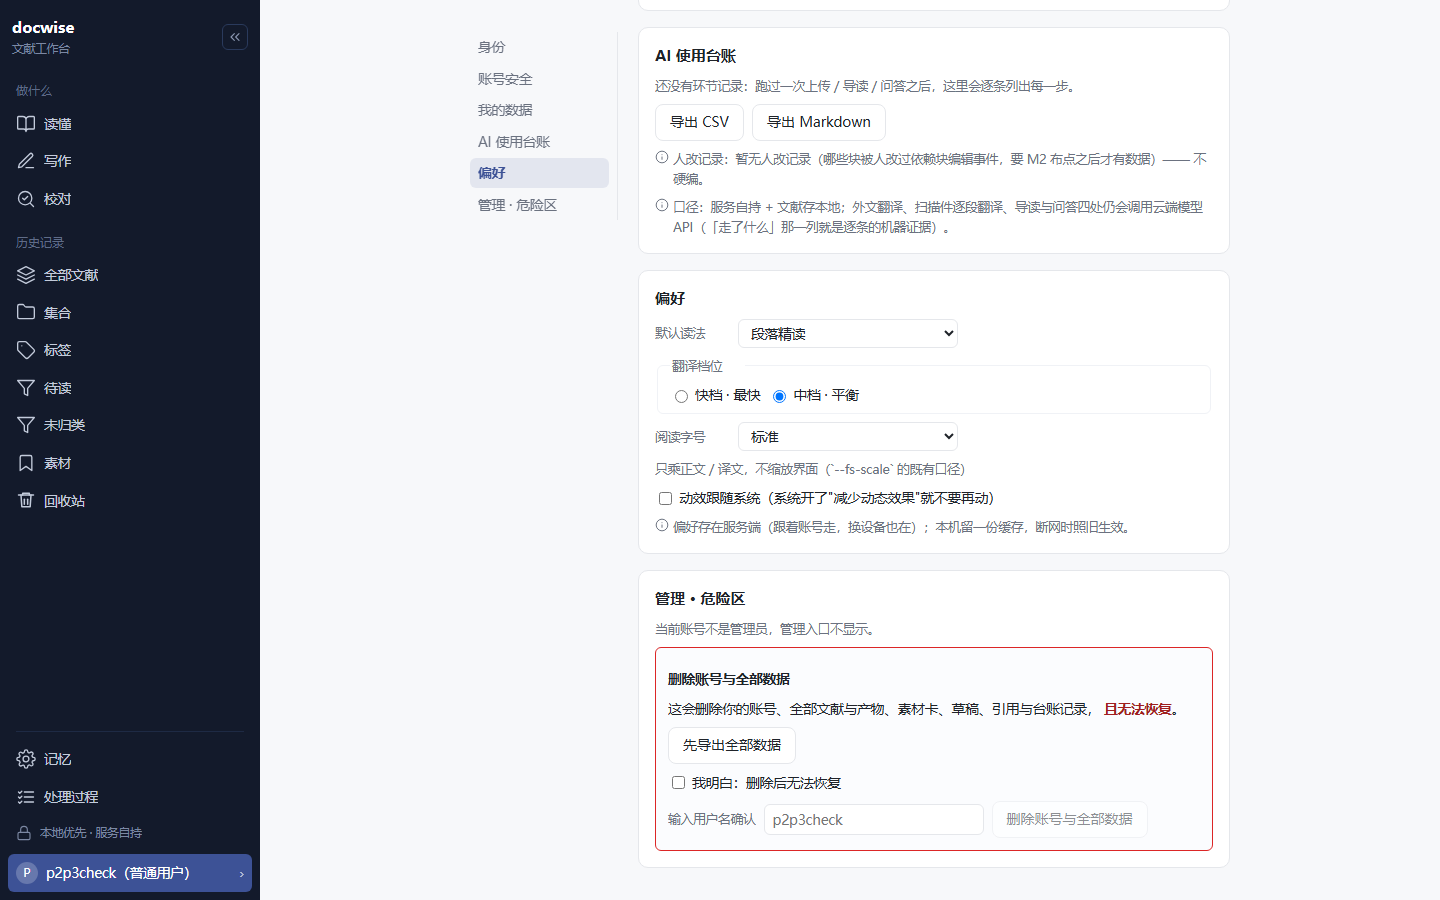 docwise
文献工作台
做什么
读懂
写作
校对
历史记录
全部文献
集合
标签
待读
未归类
素材
回收站
记忆
处理过程
本地优先 · 服务自持
P
p2p3check（普通用户）
身份
账号安全
我的数据
AI 使用台账
偏好
管理 · 危险区
AI 使用台账
还没有环节记录：跑过一次上传 / 导读 / 问答之后，这里会逐条列出每一步。
导出 CSV
导出 Markdown
人改记录：暂无人改记录（哪些块被人改过依赖块编辑事件，要 M2 布点之后才有数据）—— 不
硬编。
口径：服务自持 + 文献存本地；外文翻译、扫描件逐段翻译、导读与问答四处仍会调用云端模型
API（「走了什么」那一列就是逐条的机器证据）。
偏好
默认读法
段落精读
翻译档位
快档 · 最快
中档 · 平衡
阅读字号
标准
只乘正文 / 译文，不缩放界面（`--fs-scale` 的既有口径）
动效跟随系统（系统开了"减少动态效果"就不要再动）
偏好存在服务端（跟着账号走，换设备也在）；本机留一份缓存，断网时照旧生效。
管理 · 危险区
当前账号不是管理员，管理入口不显示。
删除账号与全部数据
这会删除你的账号、全部文献与产物、素材卡、草稿、引用与台账记录， 且无法恢复。
先导出全部数据
我明白：删除后无法恢复
输入用户名确认
p2p3check
删除账号与全部数据